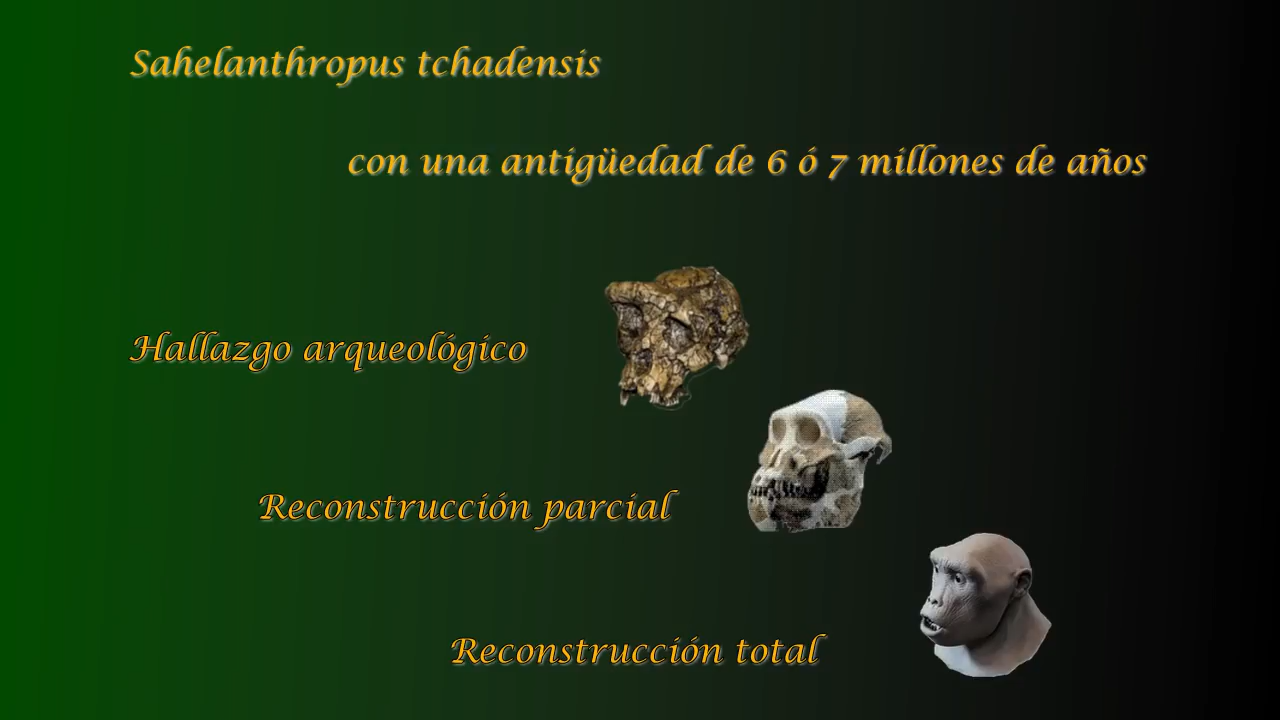 Sahelanthropus tchadensis
con una antigüedad de 6 ó 7 millones de años
Hallazgo arqueológico
Reconstrucción parcial
Reconstrucción total